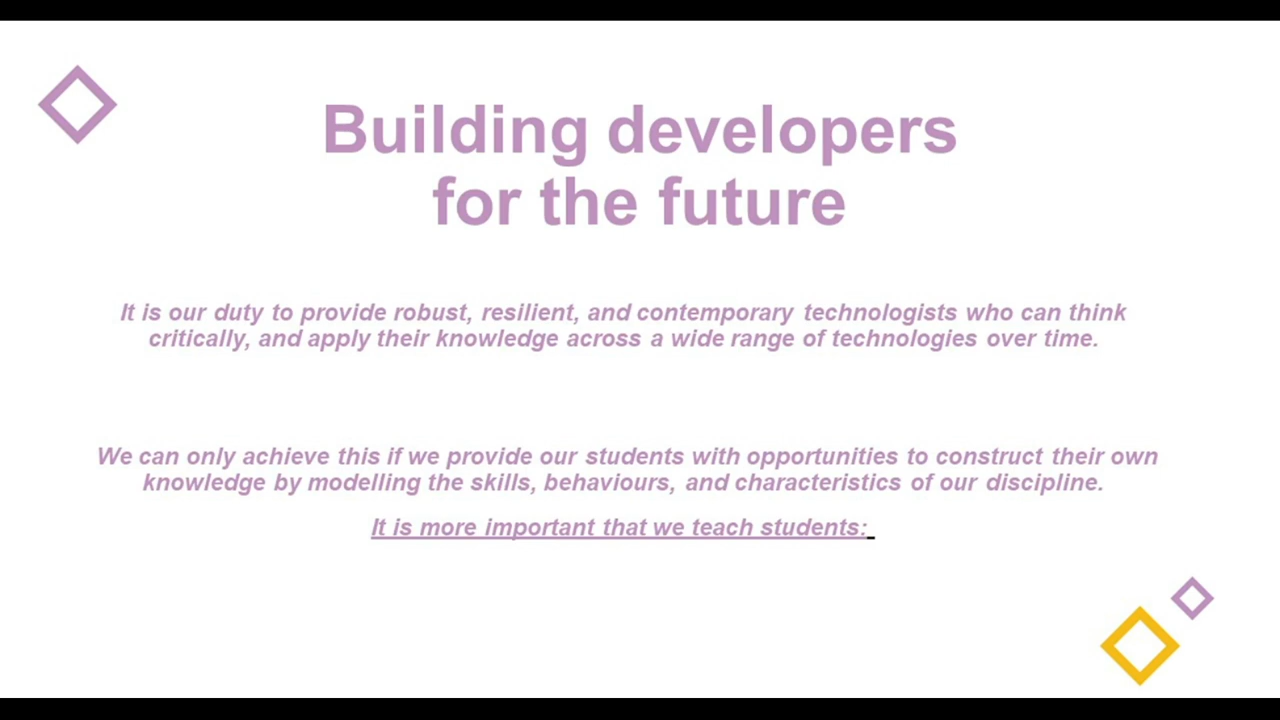 Building developers
for the future
It is our duty to provide robust, resilient, and contemporary technologists who can think
critically, and apply their knowledge across a wide range of technologies over time.
We can only achieve this if we provide our students with opportunities to construct their own
knowledge by modelling the skills, behaviours, and characteristics of our discipline.
It is more important that we teach students: